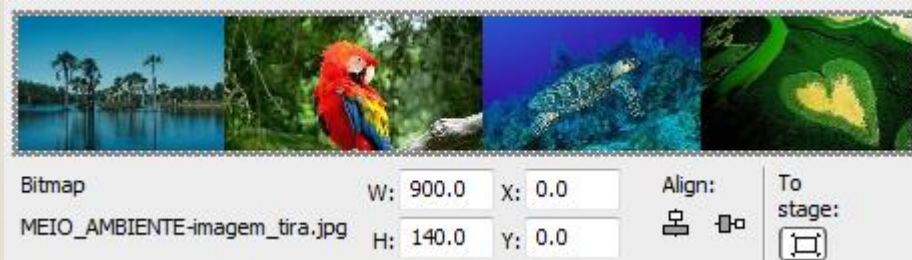 Bitmap
MEIO_AMBIENTE-imagem_tira.jpg
W: 900.0 X: 0.0
H: 140.0 Y: 0.0
Align:
To
stage: